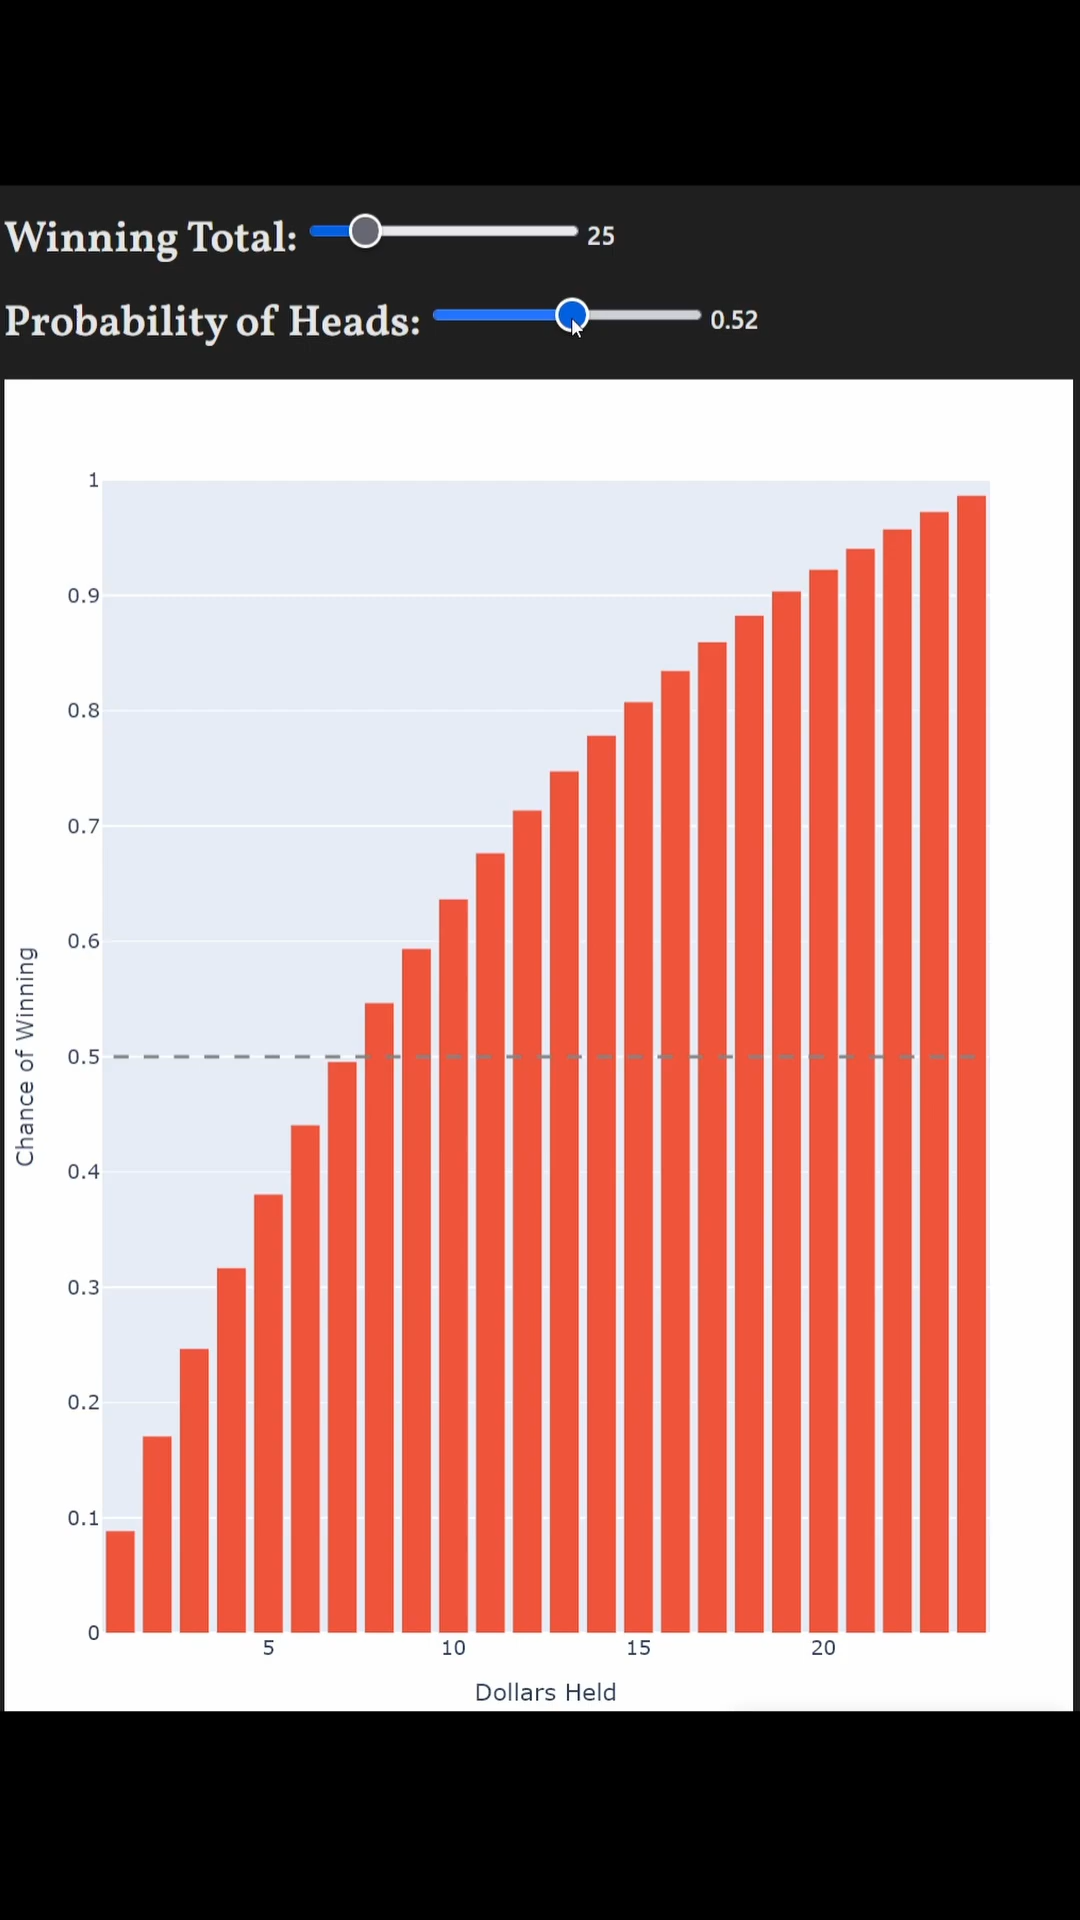 Winning Total: 25
Probability of Heads: 0.52
1
0.9
0.8
0.7
0.6
0.5
0.4
0.3
0.2
0.1
0
Chance of Winning
5 10 15 20
Dollars Held